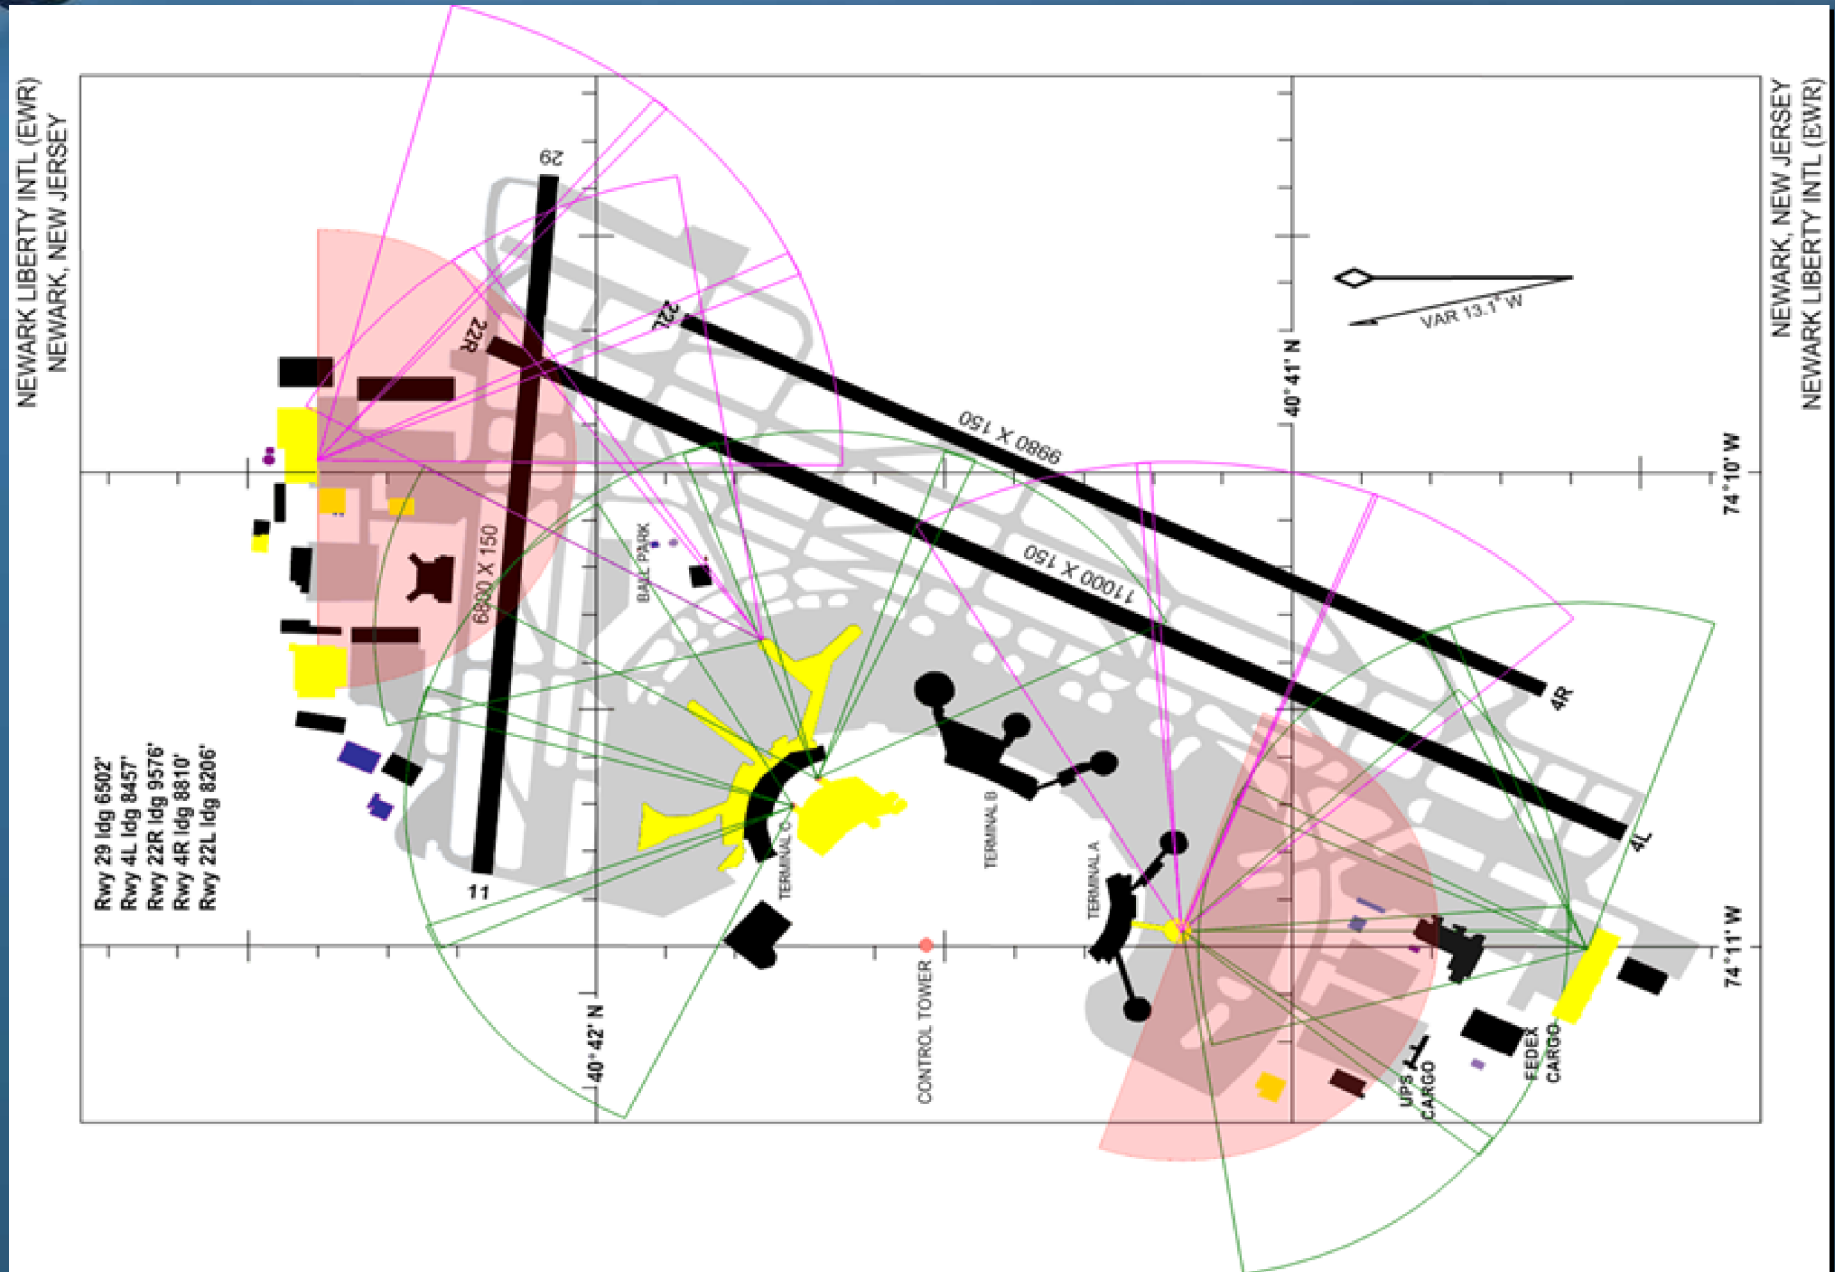 NEWARK LIBERTY INTL (EWR)
NEWARK, NEW JERSEY
NEWARK, NEW JERSEY
NEWARK LIBERTY INTL (EWR)
Rwy 29 ldg 6502'
Rwy 4L ldg 8457'
Rwy 22R ldg 9576'
Rwy 4R ldg 8810'
Rwy 22L ldg 8206'
29
22R
22L
6800 X 150
11
BALL PARK
9980 X 150
11000 X 150
4R
4L
VAR 13.1° W
40°41' N
74°10' W
TERMINAL C
TERMINAL B
TERMINAL A
CONTROL TOWER
40°42' N
74°11' W
UPS
CARGO
FEDEX
CARGO